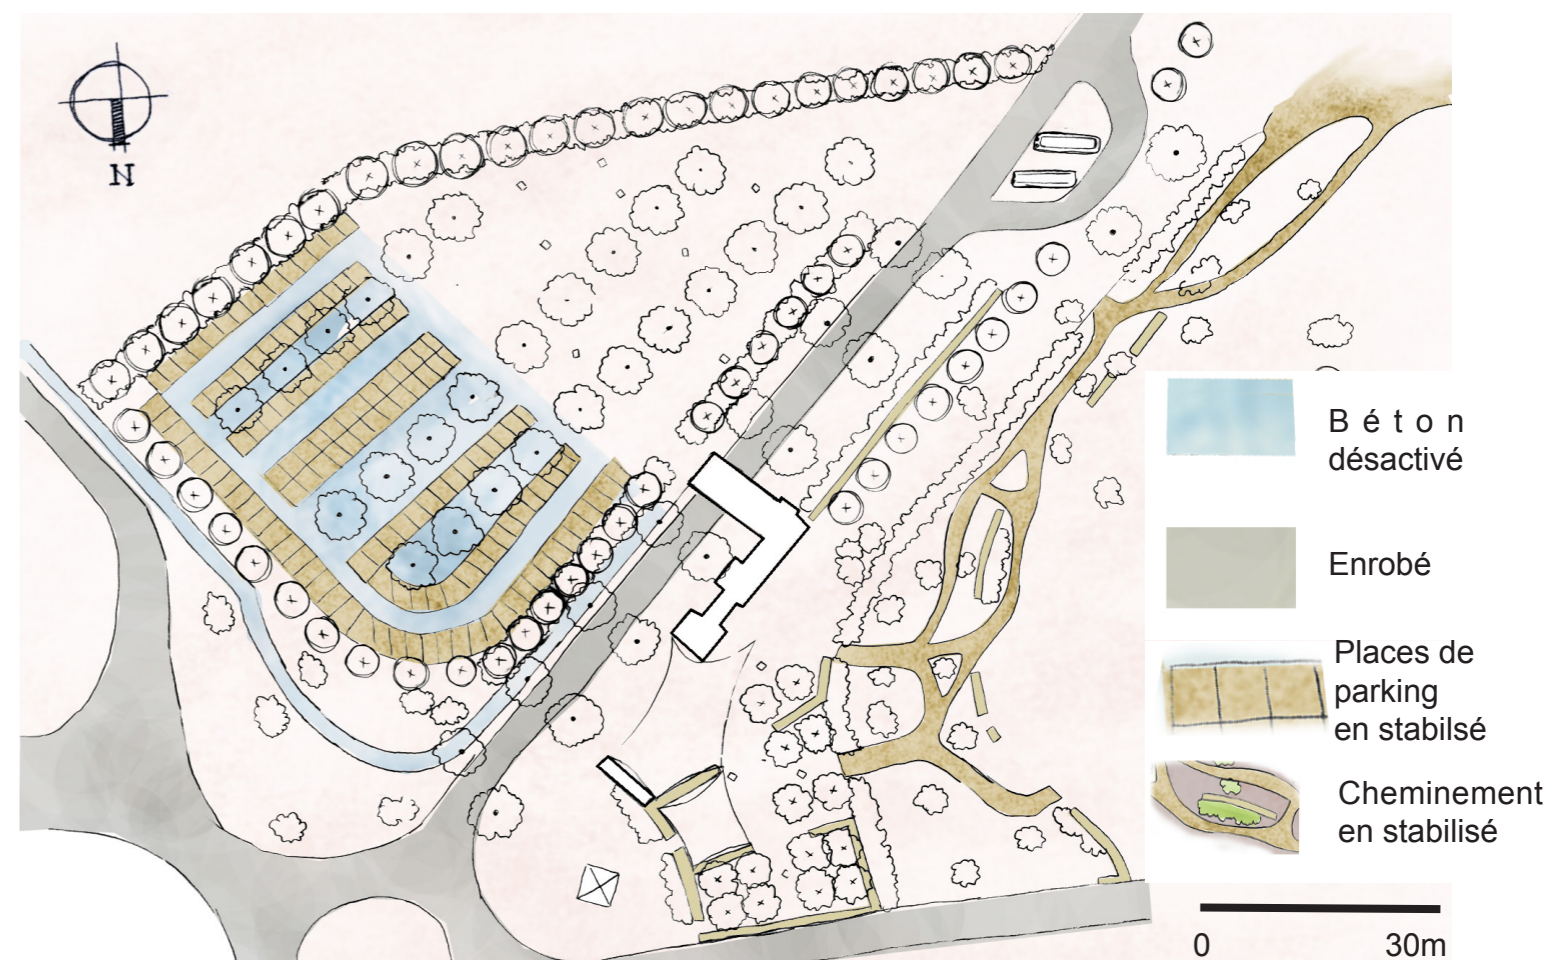 N
B é t o n
désactivé
Enrobé
Places de
parking
en stabilsé
Cheminement
en stabilisé
0 30m